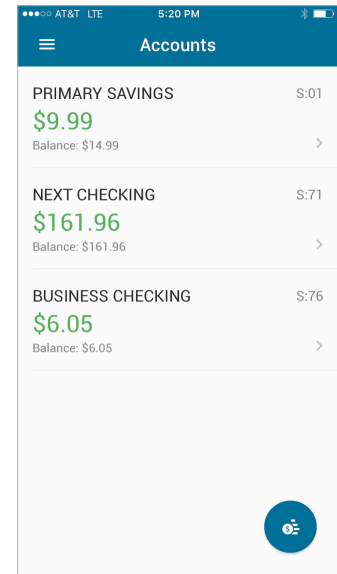 AT&T LTE 5:20 PM
Accounts
PRIMARY SAVINGS S:01
$9.99
Balance: $14.99
NEXT CHECKING S:71
$161.96
Balance: $161.96
BUSINESS CHECKING S:76
$6.05
Balance: $6.05